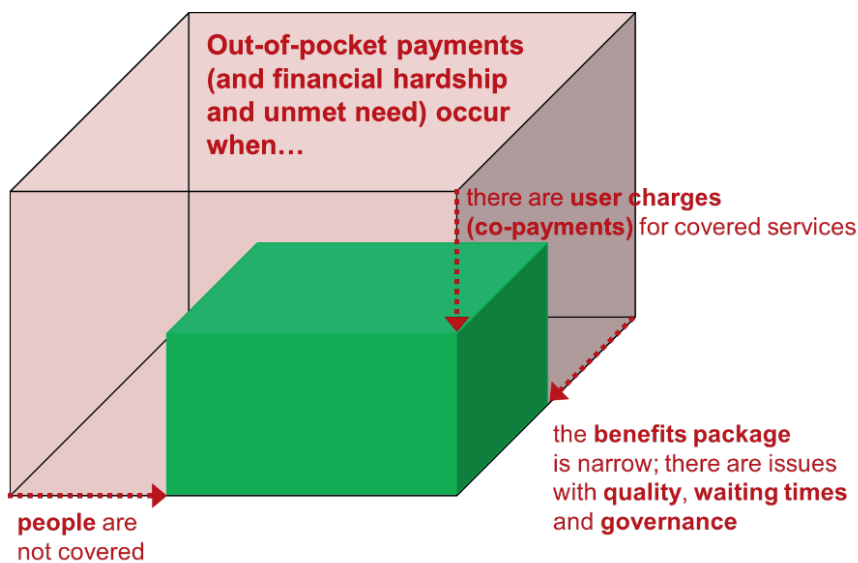 Out-of-pocket payments
(and financial hardship
and unmet need) occur
when…
there are user charges
(co-payments) for covered services
the benefits package
is narrow; there are issues
with quality, waiting times
and governance
people are
not covered